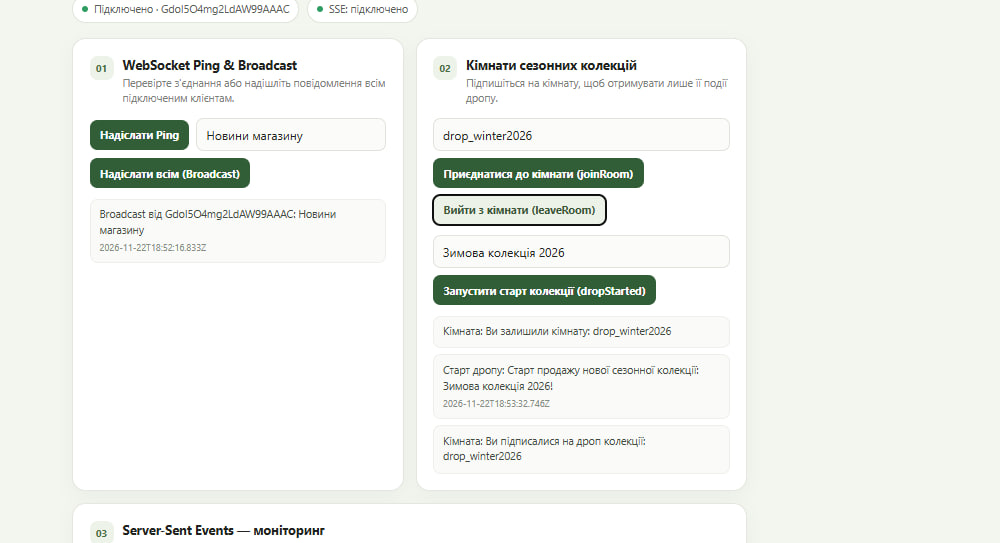 Підключено · GdoI5O4mg2LdAW99AAAC
SSE: підключено
01
WebSocket Ping & Broadcast
Перевірте з'єднання або надішліть повідомлення всім
підключеним клієнтам.
Надіслати Ping
Новини магазину
Надіслати всім (Broadcast)
Broadcast від GdoI5O4mg2LdAW99AAAC: Новини
магазину
2026-11-22T18:52:16.833Z
02
Кімнати сезонних колекцій
Підпишіться на кімнату, щоб отримувати лише її події
дропу.
drop_winter2026
Приєднатися до кімнати (joinRoom)
Вийти з кімнати (leaveRoom)
Зимова колекція 2026
Запустити старт колекції (dropStarted)
Кімната: Ви залишили кімнату: drop_winter2026
Старт дропу: Старт продажу нової сезонної колекції:
Зимова колекція 2026!
2026-11-22T18:53:32.746Z
Кімната: Ви підписалися на дроп колекції:
drop_winter2026
03
Server-Sent Events — моніторинг